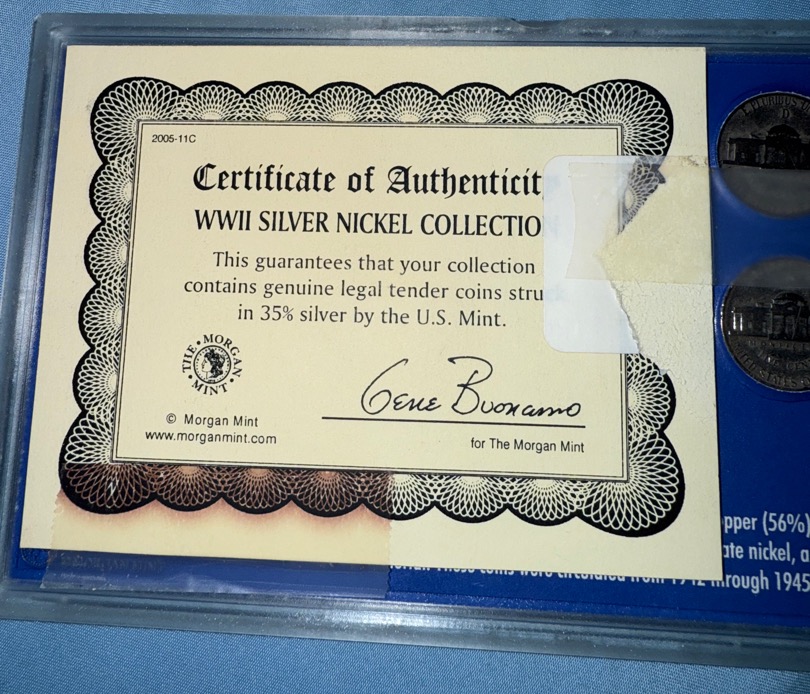 2005-11C
Certificate of Authenticit
WWII SILVER NICKEL COLLECTIO
This guarantees that your collection
contains genuine legal tender coins struc
in 35% silver by the U.S. Mint.
THE MORGAN MINT
Gene Buonamo
© Morgan Mint
www.morganmint.com
for The Morgan Mint
E PLURIBUS
D
pper (56%)
ate nickel, a
These coins were circulated from 1942 through 1945